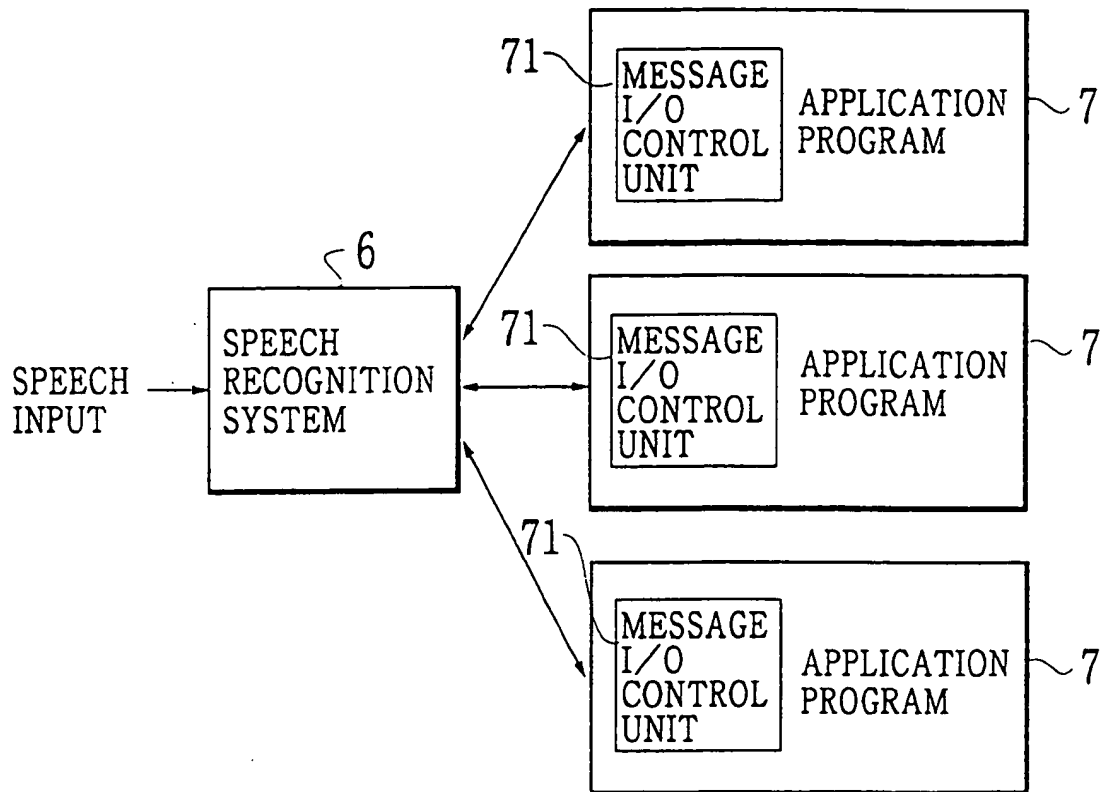 71
MESSAGE
I/O
CONTROL
UNIT
APPLICATION
PROGRAM
7
6
SPEECH
INPUT
SPEECH
RECOGNITION
SYSTEM
71
MESSAGE
I/O
CONTROL
UNIT
APPLICATION
PROGRAM
7
71
MESSAGE
I/O
CONTROL
UNIT
APPLICATION
PROGRAM
7